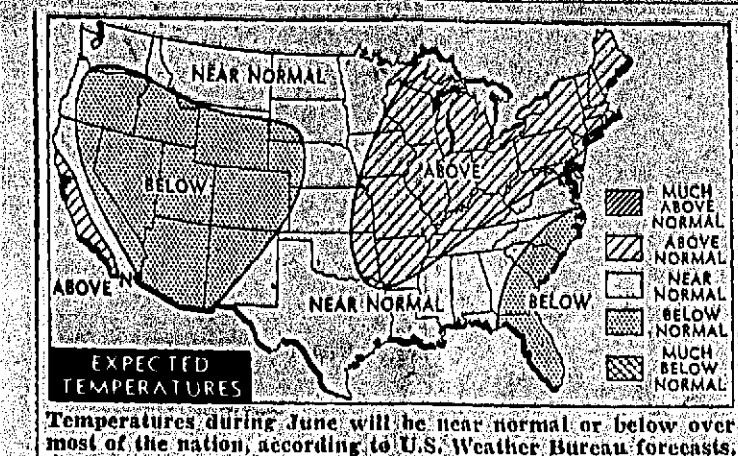 NEAR NORMAL
BELOW
ABOVE
ABOVE
N
NEAR NORMAL
BELOW
MUCH
ABOVE
NORMAL
ABOVE
NORMAL
NEAR
NORMAL
BELOW
NORMAL
MUCH
BELOW
NORMAL
EXPECTED
TEMPERATURES
Temperatures during June will be near normal or below over
most of the nation, according to U.S. Weather Bureau forecasts.